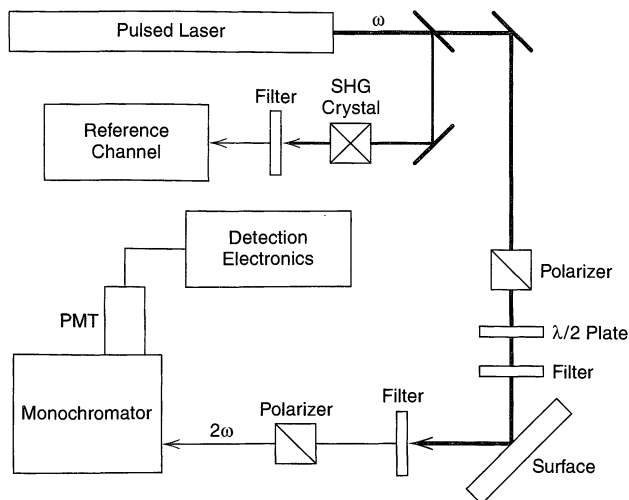 Pulsed Laser
ω
SHG
Crystal
Filter
Reference
Channel
Detection
Electronics
Polarizer
PMT
λ/2 Plate
Filter
Monochromator
2ω
Polarizer
Filter
Surface